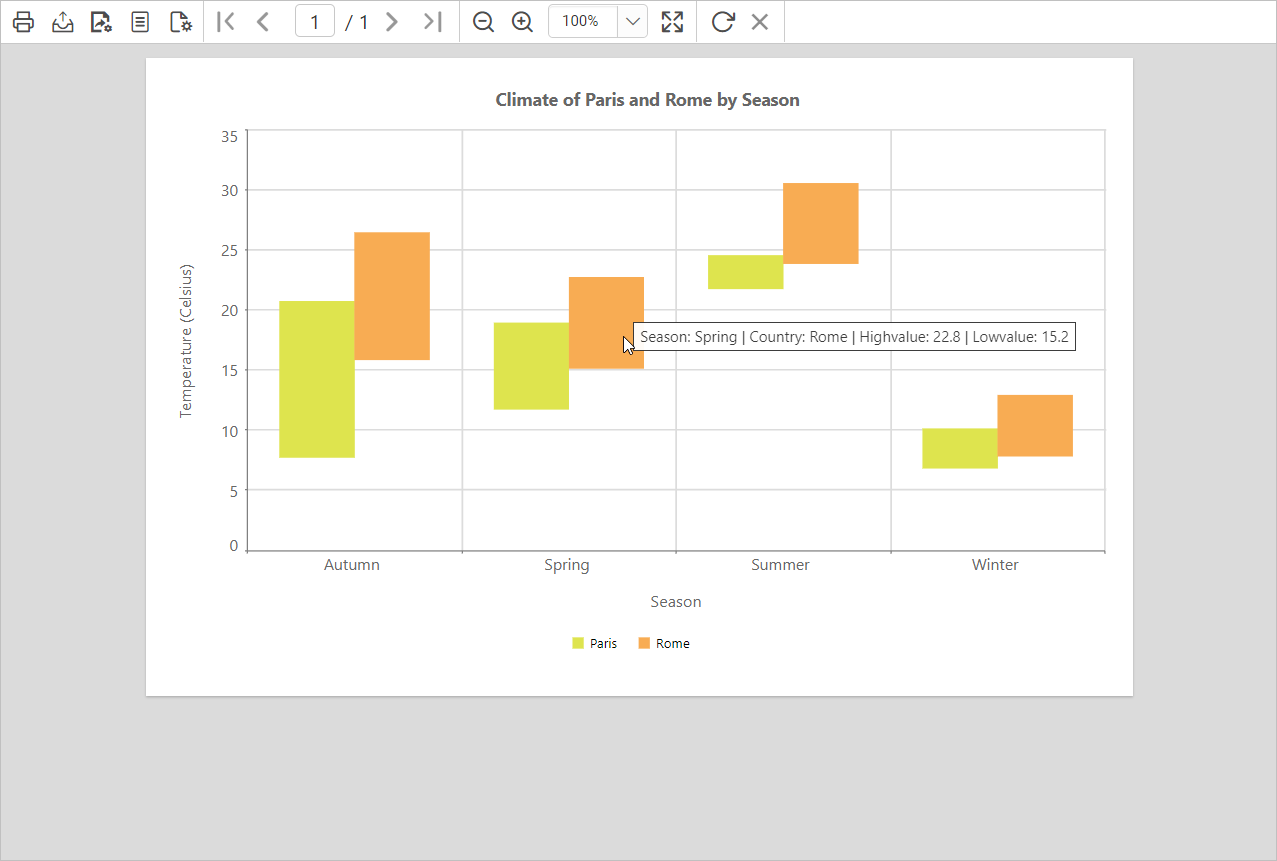 1 / 1 100%
Climate of Paris and Rome by Season
35
30
25
20
15
10
5
0
Temperature (Celsius)
Season: Spring | Country: Rome | Highvalue: 22.8 | Lowvalue: 15.2
Autumn Spring Summer Winter
Season
Paris Rome